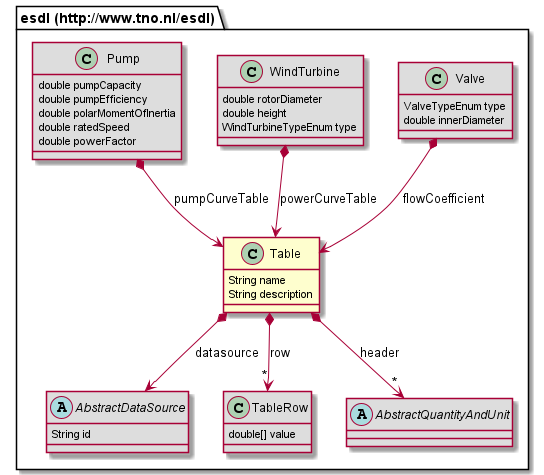 esdl (http://www.tno.nl/esdl)
C Pump
double pumpCapacity
double pumpEfficiency
double polarMomentOfInertia
double ratedSpeed
double powerFactor
C WindTurbine
double rotorDiameter
double height
WindTurbineTypeEnum type
C Valve
ValveTypeEnum type
double innerDiameter
pumpCurveTable
powerCurveTable
flowCoefficient
C Table
String name
String description
datasource
row
header
*
*
A AbstractDataSource
String id
C TableRow
double[] value
A AbstractQuantityAndUnit